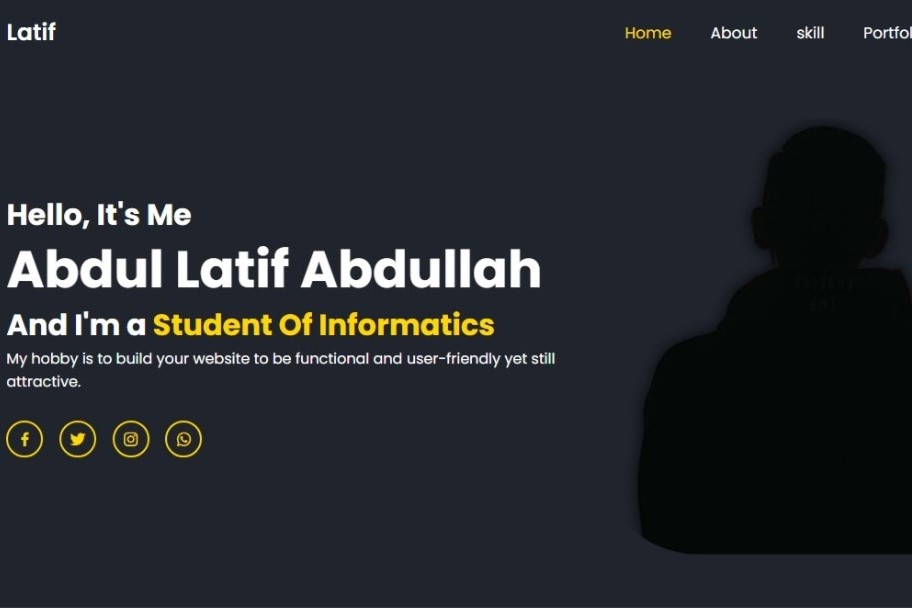 Latif
Home About skill Portfol
Hello, It's Me
Abdul Latif Abdullah
And I'm a Student Of Informatics
My hobby is to build your website to be functional and user-friendly yet still
attractive.